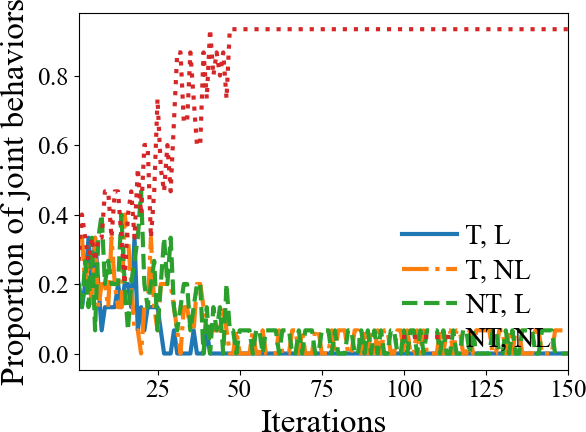 Proportion of joint behaviors
0.8
0.6
0.4
0.2
0.0
T, L
T, NL
NT, L
NT, NL
25
50
75
100
125
150
Iterations